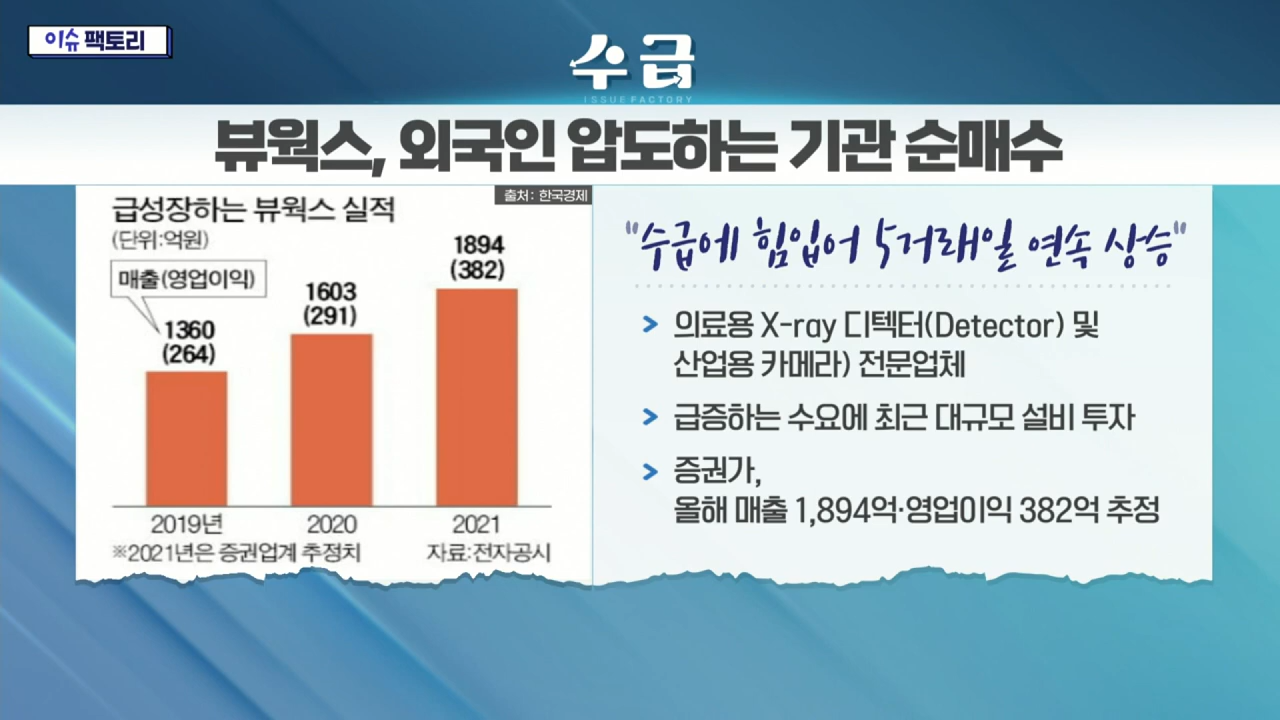 이슈 팩토리
수급
ISSUE FACTORY
뷰웍스, 외국인 압도하는 기관 순매수
출처: 한국경제
급성장하는 뷰웍스 실적
(단위:억원)
매출(영업이익)
1360
(264)
1603
(291)
1894
(382)
2019년 2020 2021
※2021년은 증권업계 추정치 자료:전자공시
"수급에 힘입어 5거래일 연속 상승"
> 의료용 X-ray 디텍터(Detector) 및
산업용 카메라) 전문업체
> 급증하는 수요에 최근 대규모 설비 투자
> 증권가,
올해 매출 1,894억·영업이익 382억 추정